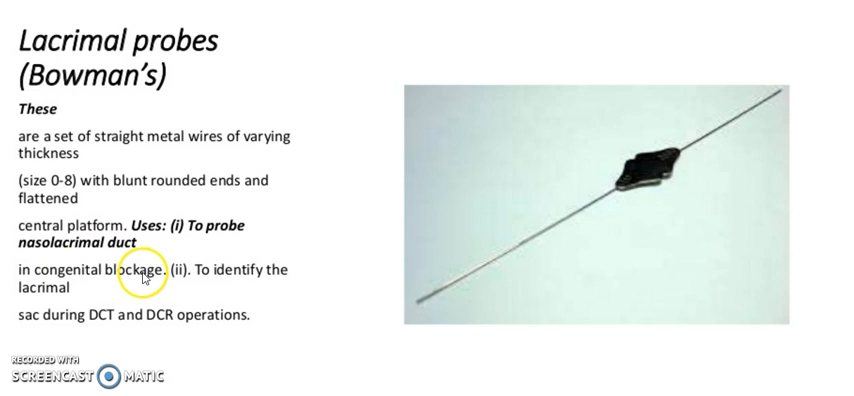 Lacrimal probes
(Bowman's)
These
are a set of straight metal wires of varying
thickness
(size 0-8) with blunt rounded ends and
flattened
central platform. Uses: (i) To probe
nasolacrimal duct
in congenital blockage. (ii). To identify the
lacrimal
sac during DCT and DCR operations.
RECORDED WITH
SCREENCAST MATIC